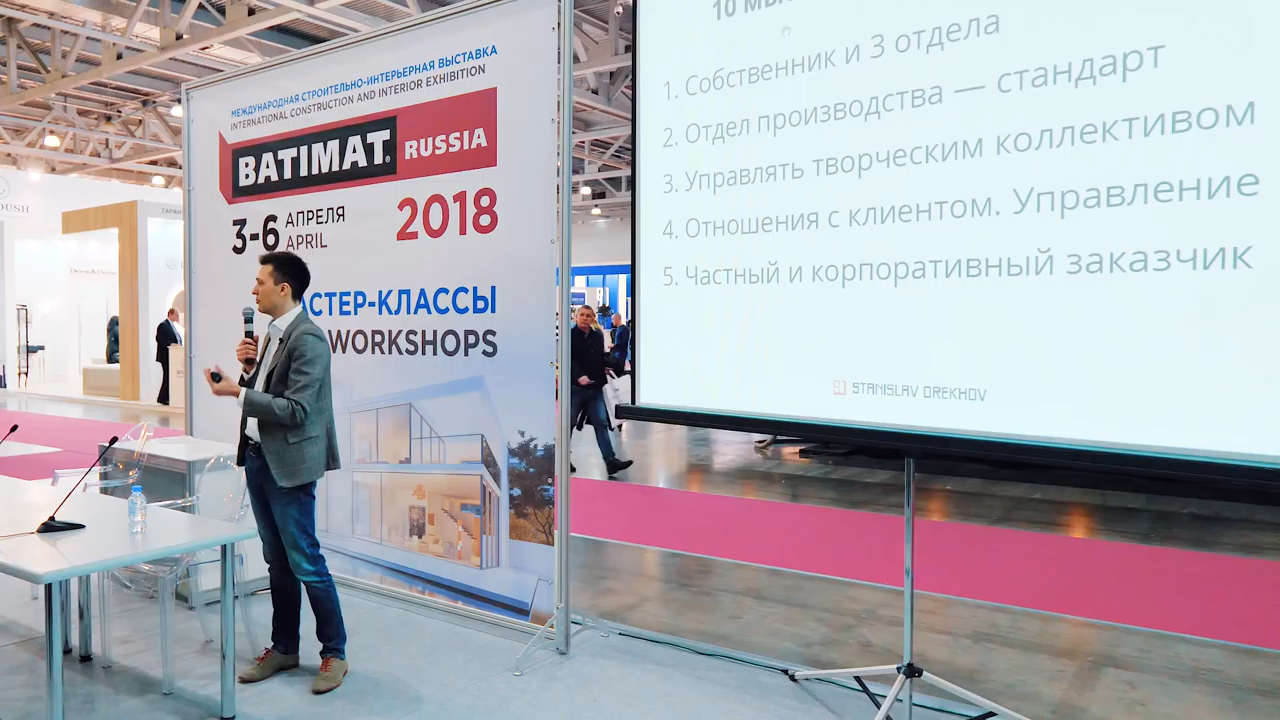 МЕЖДУНАРОДНАЯ СТРОИТЕЛЬНО-ИНТЕРЬЕРНАЯ ВЫСТАВКА
INTERNATIONAL CONSTRUCTION AND INTERIOR EXHIBITION
BATIMAT® RUSSIA
3-6 АПРЕЛЯ
APRIL
2018
АСТЕР-КЛАССЫ
WORKSHOPS
10
1. Собственник и 3 отдела
2. Отдел производства — стандарт
3. Управлять творческим коллективом
4. Отношения с клиентом. Управление
5. Частный и корпоративный заказчик
STANISLAV OREKHOV